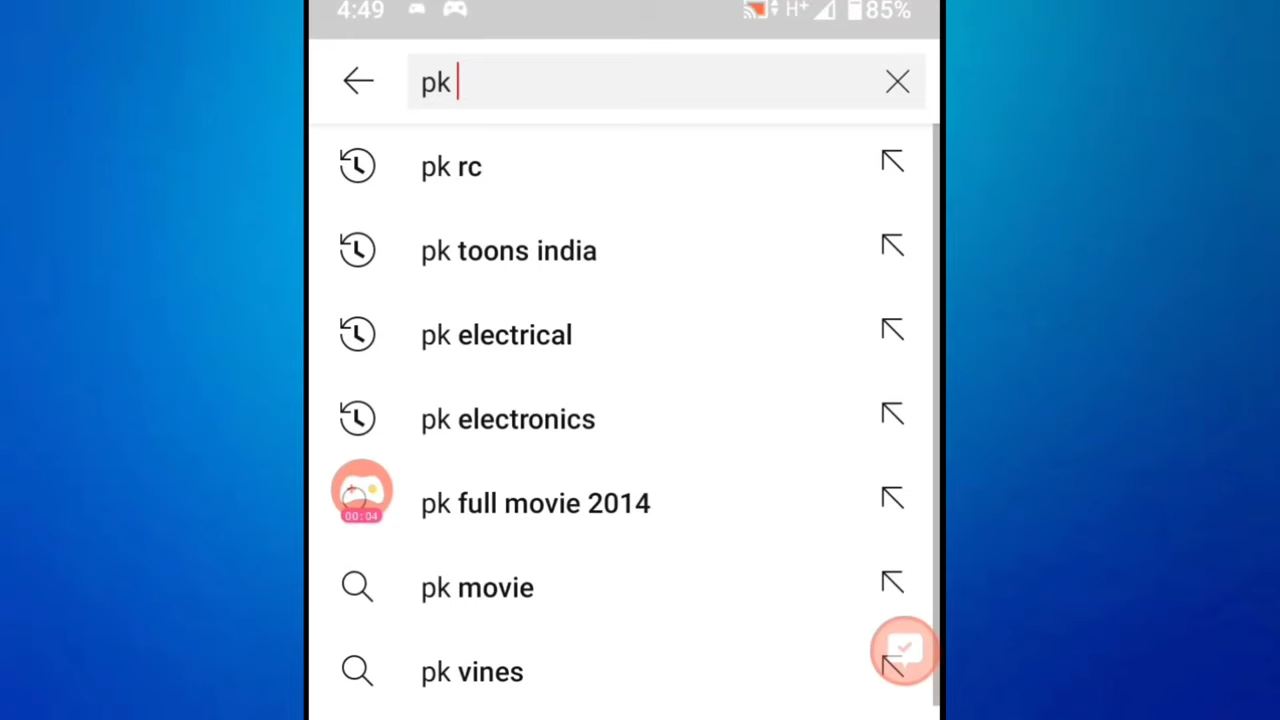 4:49 H+ 85%
pk
pk rc
pk toons india
pk electrical
pk electronics
00:04
pk full movie 2014
pk movie
pk vines